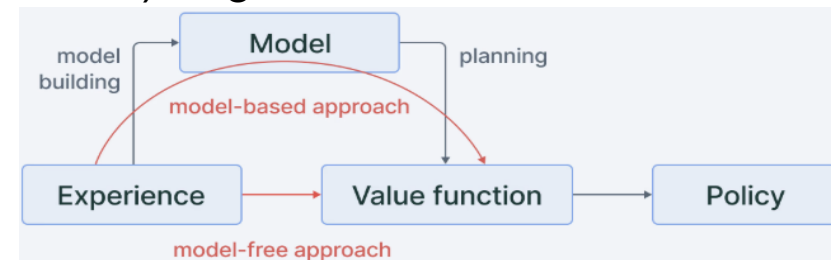 Model
model
building
planning
model-based approach
Experience
Value function
Policy
model-free approach